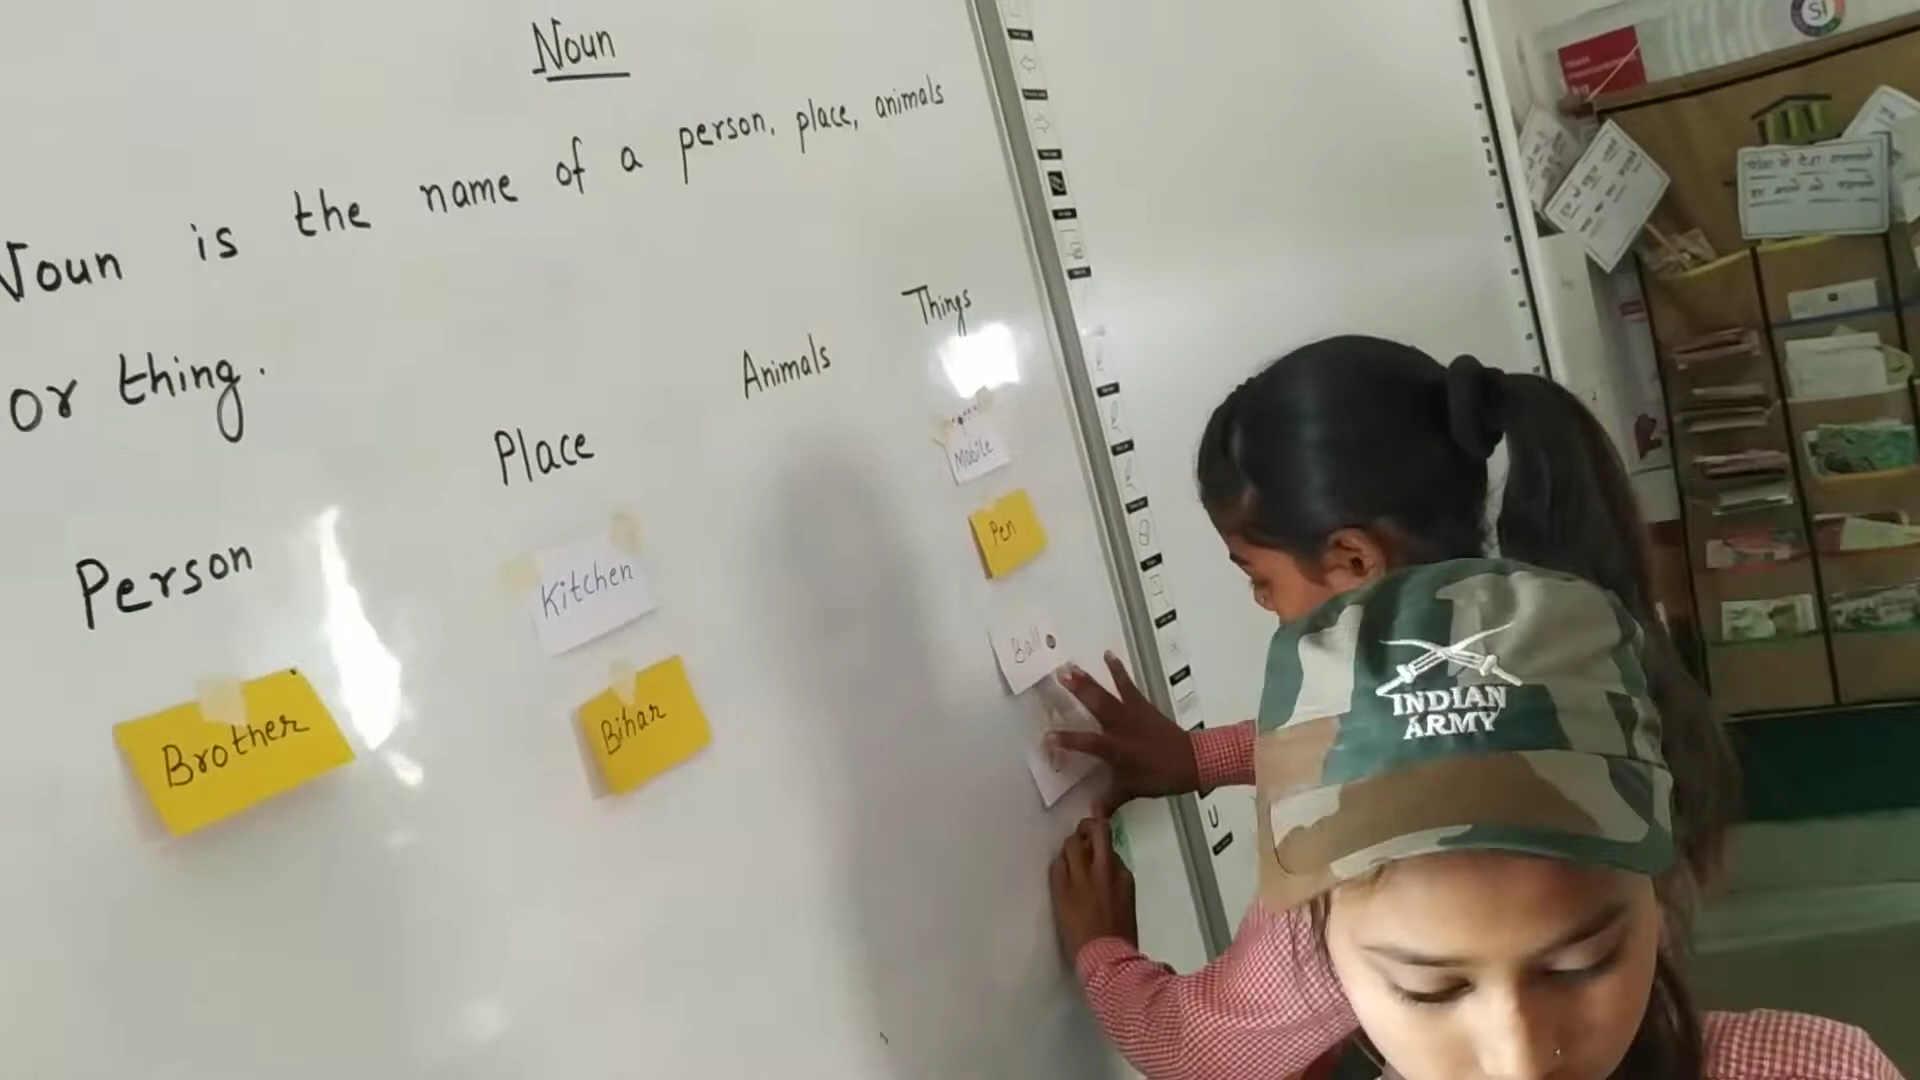 Noun
Noun is the name of a person, place, animals
or thing.
Person
Place
Animals
Things
Brother
Kitchen
Bihar
Mobile
Pen
Ball
INDIAN
ARMY
SI
U